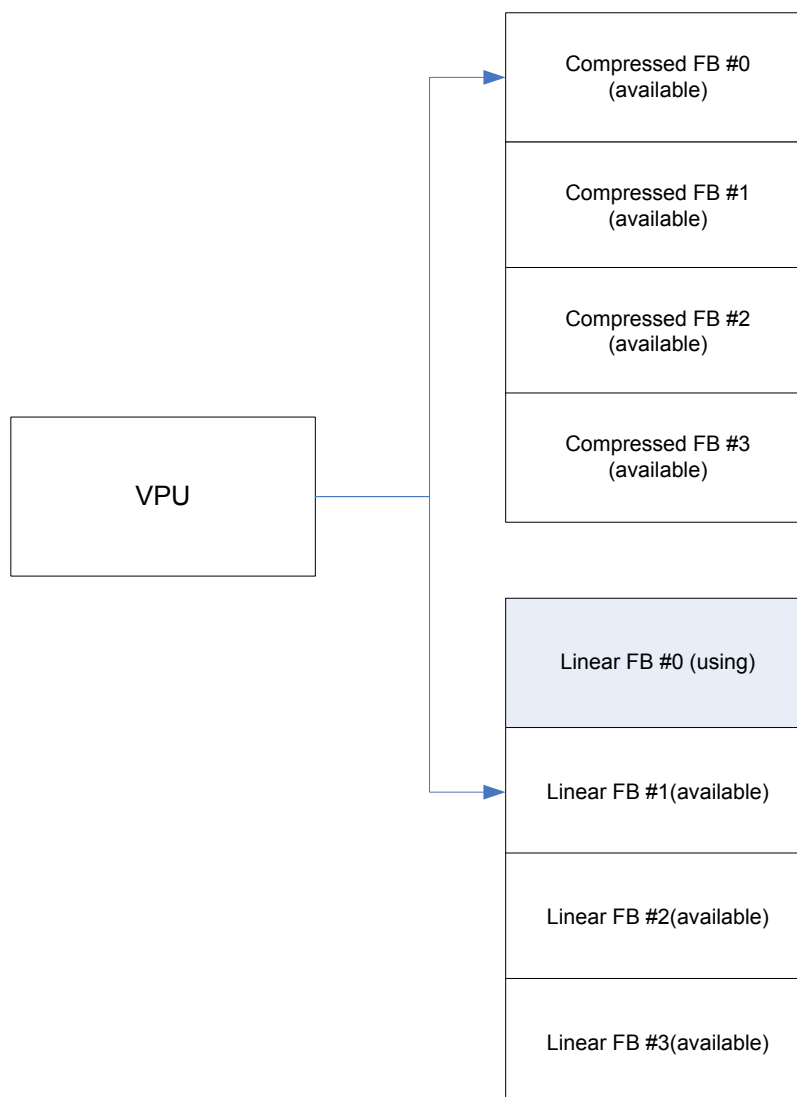 Compressed FB #0
(available)
Compressed FB #1
(available)
Compressed FB #2
(available)
Compressed FB #3
(available)
VPU
Linear FB #0 (using)
Linear FB #1(available)
Linear FB #2(available)
Linear FB #3(available)